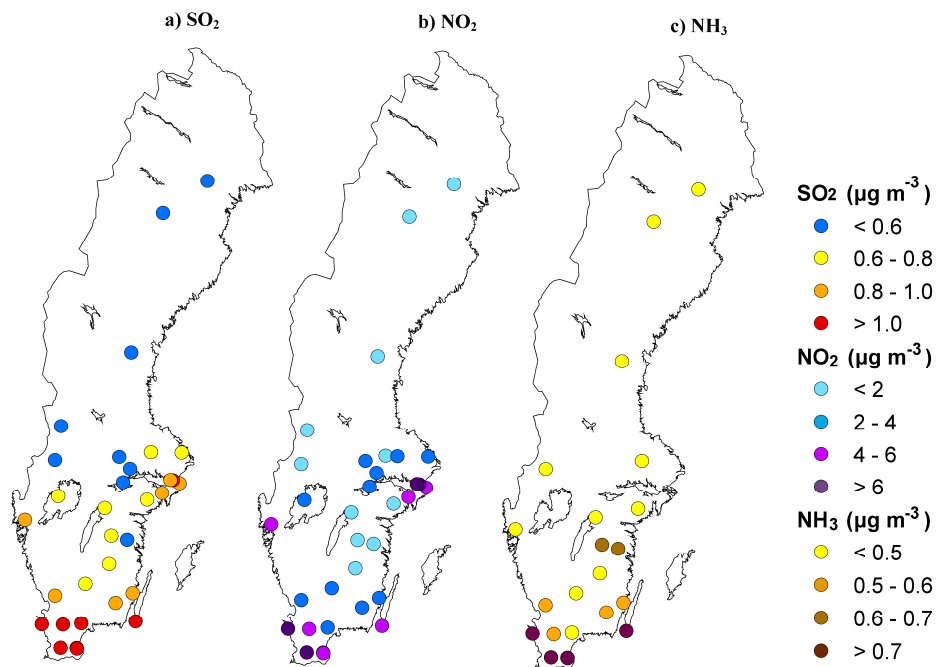 a) SO₂
b) NO₂
c) NH₃
SO₂ (µg m⁻³)
< 0.6
0.6 - 0.8
0.8 - 1.0
> 1.0
NO₂ (µg m⁻³)
< 2
2 - 4
4 - 6
> 6
NH₃ (µg m⁻³)
< 0.5
0.5 - 0.6
0.6 - 0.7
> 0.7